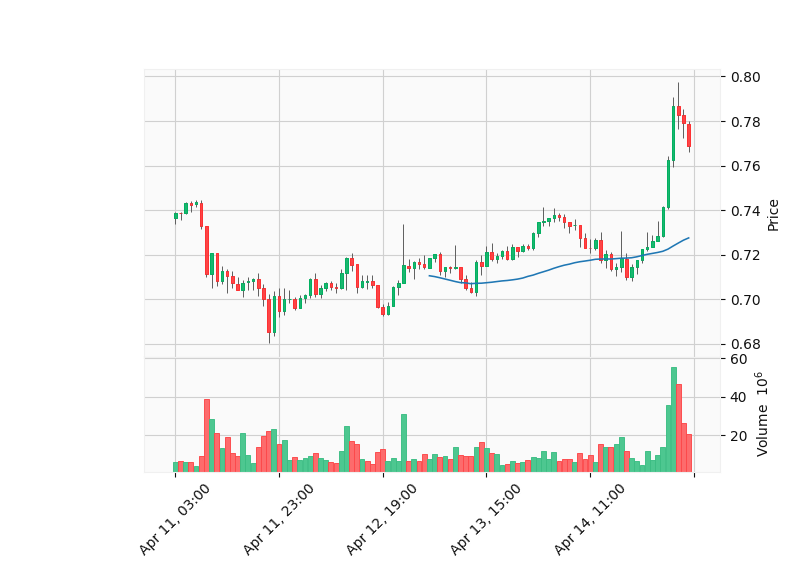 0.80
0.78
0.76
0.74
0.72
0.70
0.68
Price
60
40
20
Volume 10^6
Apr 11, 03:00
Apr 11, 23:00
Apr 12, 19:00
Apr 13, 15:00
Apr 14, 11:00